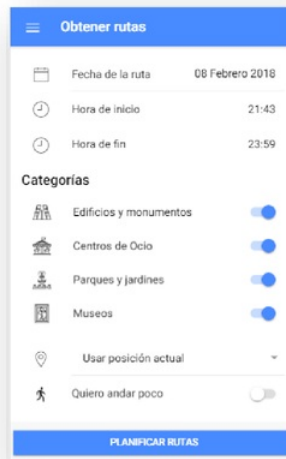 Obtener rutas
Fecha de la ruta 08 Febrero 2018
Hora de inicio 21:43
Hora de fin 23:59
Categorías
Edificios y monumentos
Centros de Ocio
Parques y jardines
Museos
Usar posición actual
Quiero andar poco
PLANIFICAR RUTAS